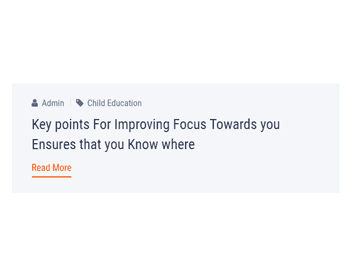 Admin Child Education
Key points For Improving Focus Towards you
Ensures that you Know where
Read More